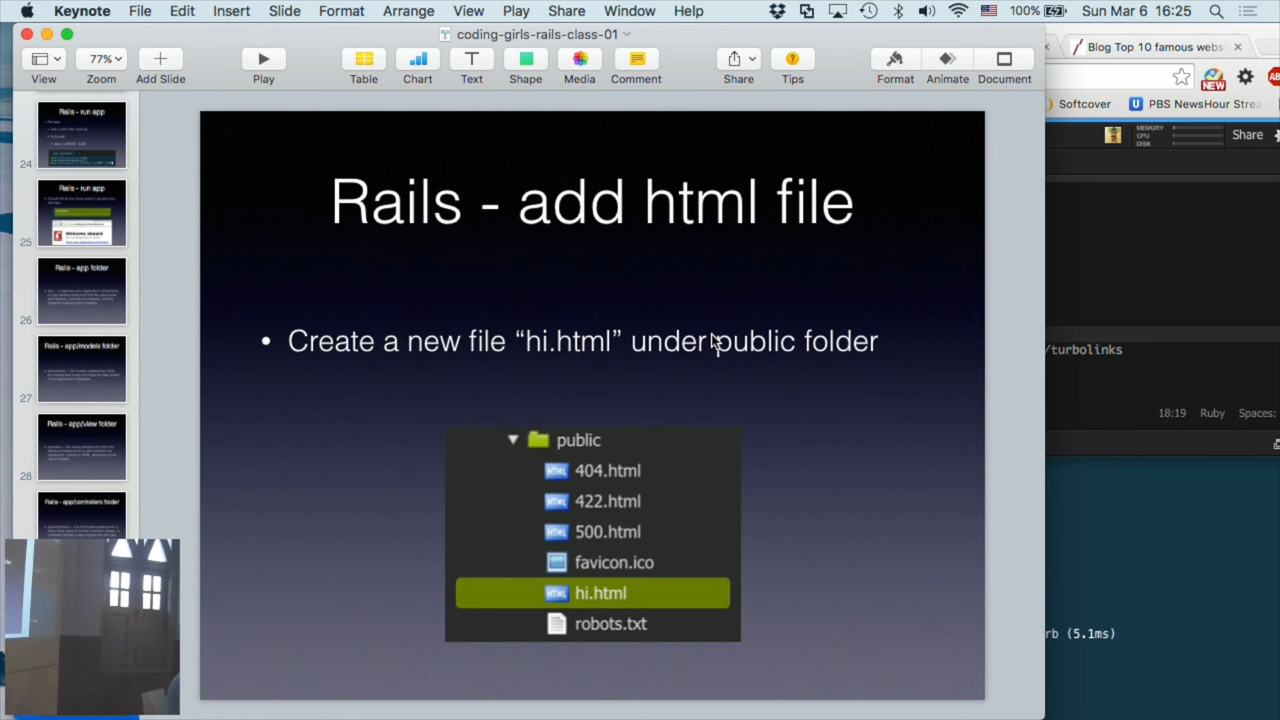 Keynote File Edit Insert Slide Format Arrange View Play Share Window Help 100% Sun Mar 6 16:25
coding-girls-rails-class-01
77%
View Zoom Add Slide Play Table Chart Text Shape Media Comment Share Tips Format Animate Document
Rails - run app
24
Rails - run app
Welcome aboard
25
Rails - app folder
26
Rails - app/models folder
27
Rails - app/view folder
28
Rails - app/controllers folder
Rails - add html file
• Create a new file “hi.html” under public folder
public
404.html
422.html
500.html
favicon.ico
hi.html
robots.txt
Blog Top 10 famous webs
NEW
Softcover PBS NewsHour Strea
MEMORY
CPU
DISK
Share
/turbolinks
18:19 Ruby Spaces:
rb (5.1ms)